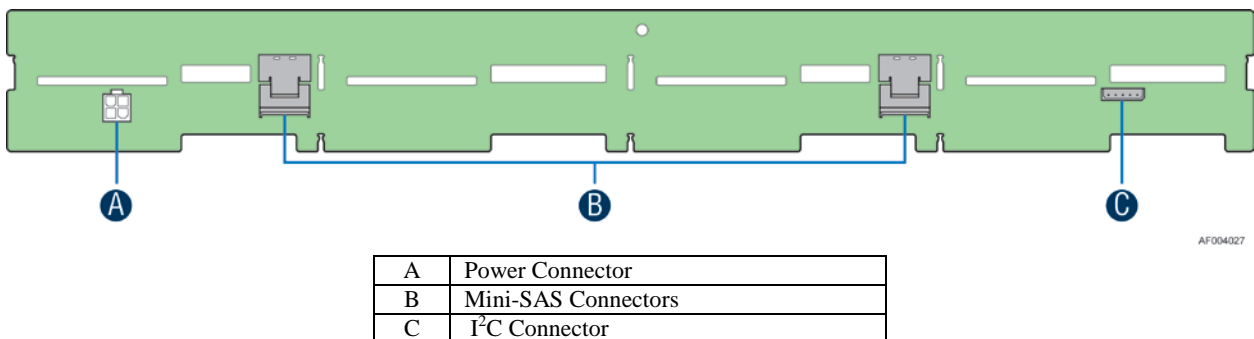 A B C
AF004027
A Power Connector
B Mini-SAS Connectors
C I²C Connector